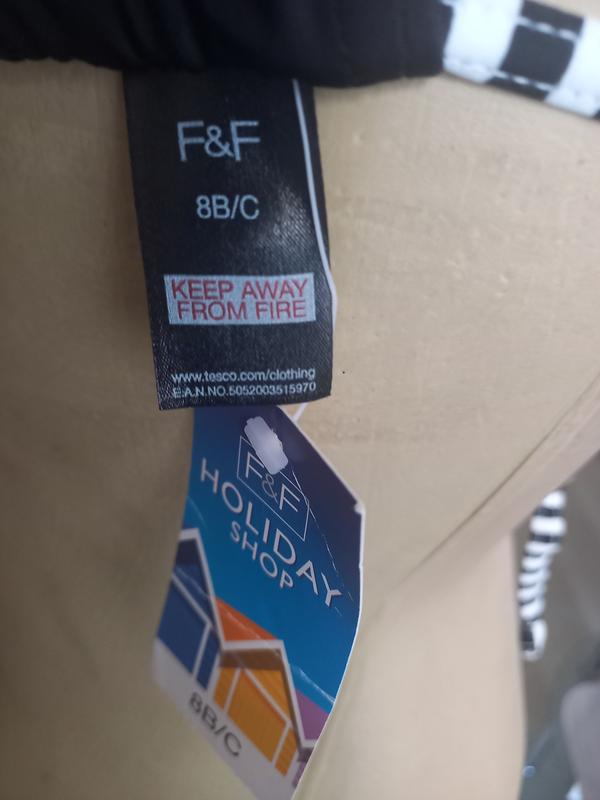 F&F
8B/C
KEEP AWAY
FROM FIRE
www.tesco.com/clothing
E.A.N.NO.5052003515970
F&F
HOLIDAY
SHOP
8B/C